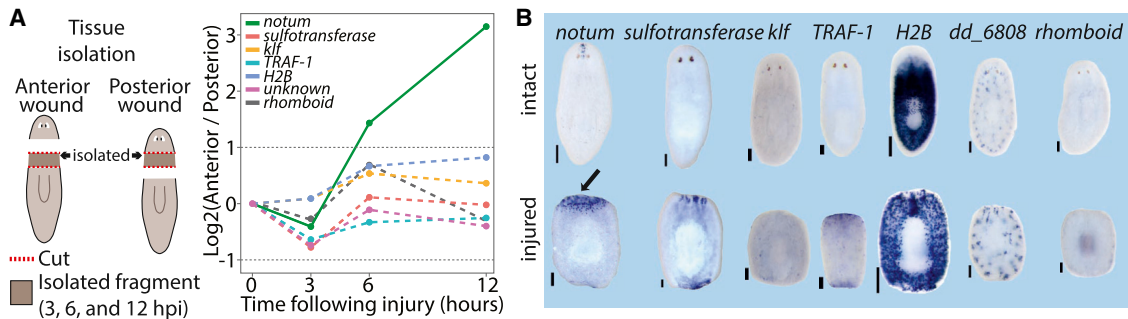 A
Tissue
isolation
Anterior
wound
Posterior
wound
isolated
Cut
Isolated fragment
(3, 6, and 12 hpi)
Log2(Anterior / Posterior)
3
2
1
0
-1
notum
sulfotransferase
klf
TRAF-1
H2B
unknown
rhomboid
0
3
6
12
Time following injury (hours)
B
notum sulfotransferase klf TRAF-1 H2B dd_6808 rhomboid
intact
injured